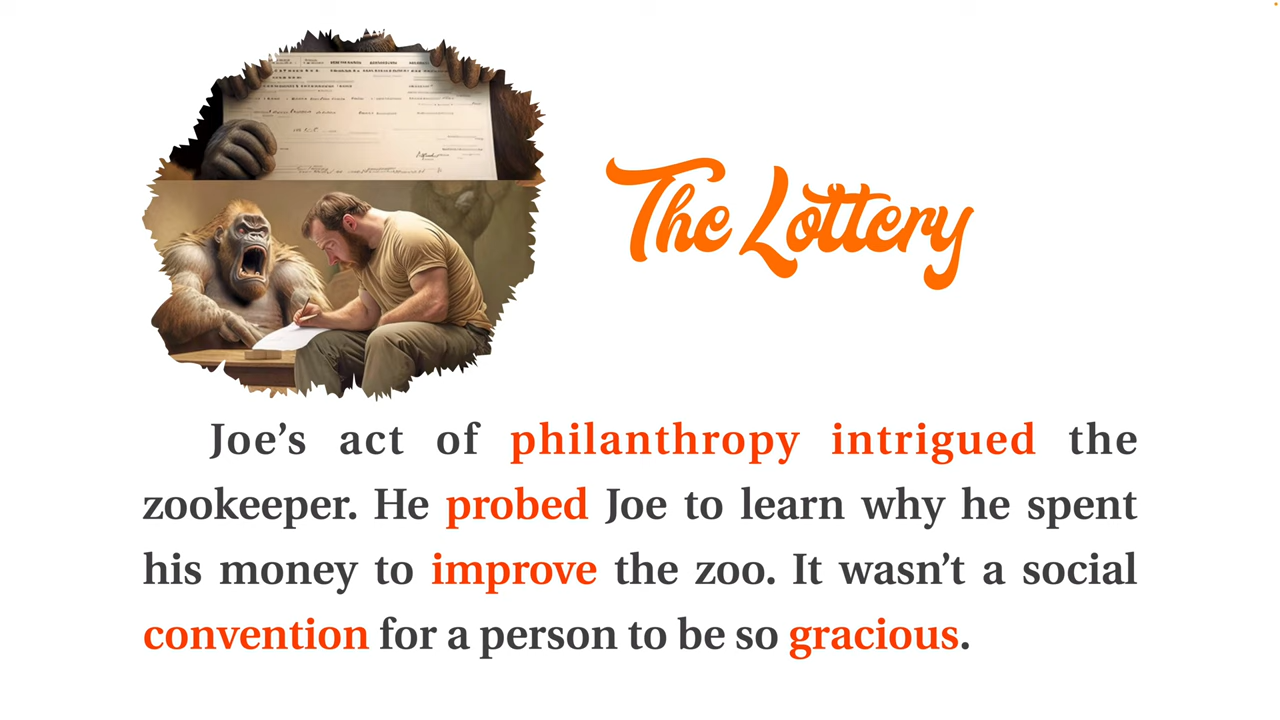 The Lottery
Joe’s act of philanthropy intrigued the
zookeeper. He probed Joe to learn why he spent
his money to improve the zoo. It wasn’t a social
convention for a person to be so gracious.